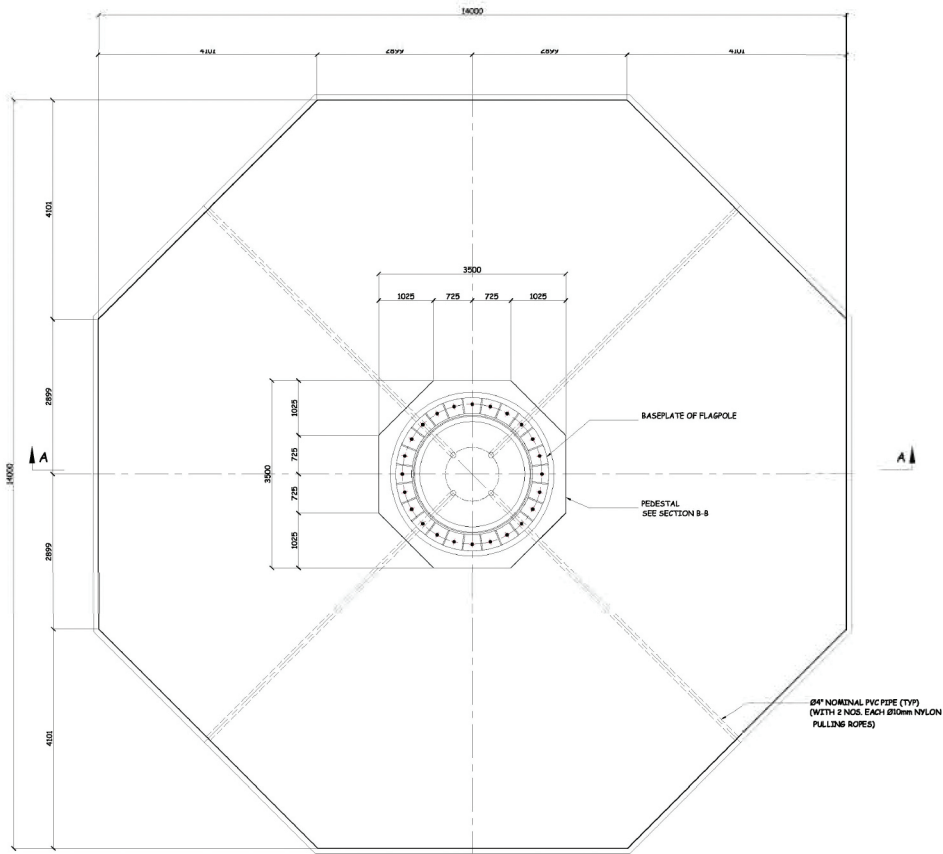 14000
4101
2899
2899
4101
4101
2899
14000
2899
4101
3500
1025
725
725
1025
1025
725
3500
725
1025
BASEPLATE OF FLAGPOLE
A
A
PEDESTAL
SEE SECTION B-B
Ø4" NOMINAL PVC PIPE (TYP)
(WITH 2 NOS. EACH Ø10mm NYLON
PULLING ROPES)